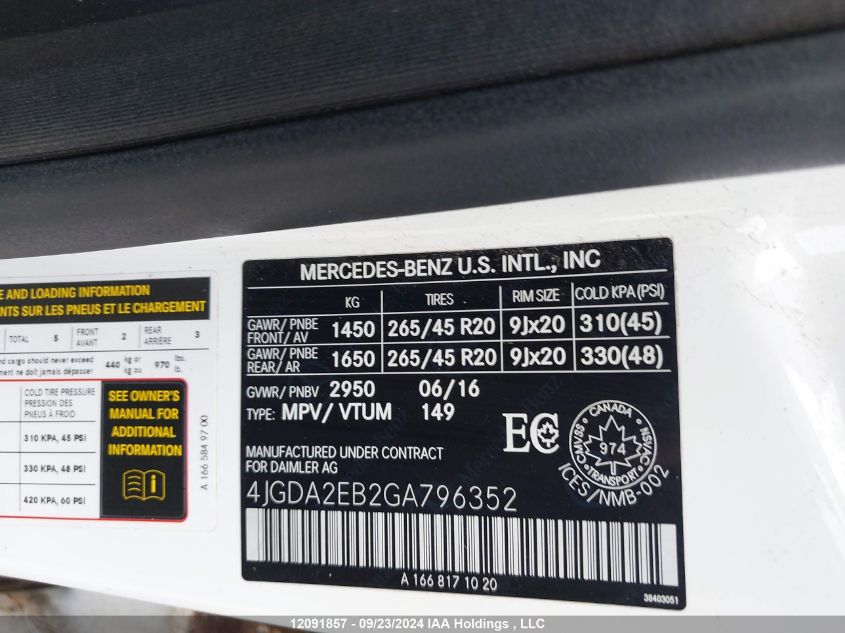 E AND LOADING INFORMATION
NTS SUR LES PNEUS ET LE CHARGEMENT
TOTAL 5 FRONT AVANT 2 REAR ARRIÈRE 3
nd cargo should never exceed
ment ne doit jamais dépasser
440 kg or kg ou 970 lbs. lb.
COLD TIRE PRESSURE
PRESSION DES
PNEUS À FROID
310 KPA, 45 PSI
330 KPA, 48 PSI
420 KPA, 60 PSI
SEE OWNER'S
MANUAL FOR
ADDITIONAL
INFORMATION
A 166 584 97 00
MERCEDES-BENZ U.S. INTL., INC
KG TIRES RIM SIZE COLD KPA (PSI)
GAWR/ PNBE
FRONT/ AV 1450 265/45 R20 9Jx20 310(45)
GAWR/ PNBE
REAR/ AR 1650 265/45 R20 9Jx20 330(48)
GVWR/ PNBV 2950 06/16
TYPE: MPV/ VTUM 149
MANUFACTURED UNDER CONTRACT
FOR DAIMLER AG
EC
CANADA
CMVSS
974
NSVAC
TRANSPORT
ICES/NMB-002
4JGDA2EB2GA796352
A 166 817 10 20
38403051
12091857 - 09/23/2024 IAA Holdings , LLC